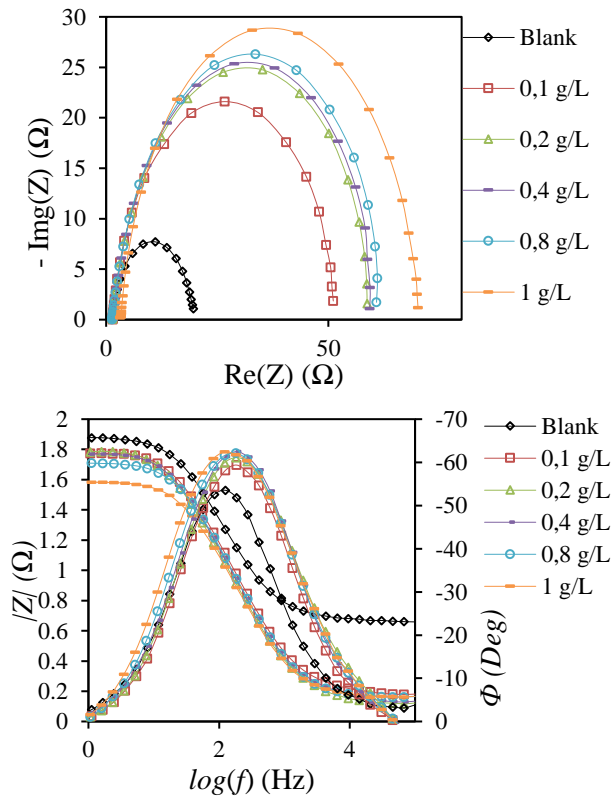 30
25
20
15
10
5
0
- Img(Z) (Ω)
0
50
Re(Z) (Ω)
Blank
0,1 g/L
0,2 g/L
0,4 g/L
0,8 g/L
1 g/L
2
1.8
1.6
1.4
1.2
1
0.8
0.6
0.4
0.2
0
|Z| (Ω)
0
2
4
log(f) (Hz)
-70
-60
-50
-40
-30
-20
-10
0
Φ (Deg)
Blank
0,1 g/L
0,2 g/L
0,4 g/L
0,8 g/L
1 g/L